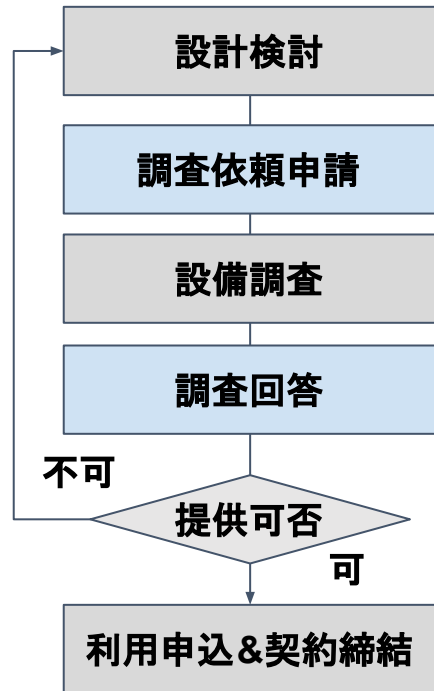 設計検討
調査依頼申請
設備調査
調査回答
不可
提供可否
可
利用申込&契約締結